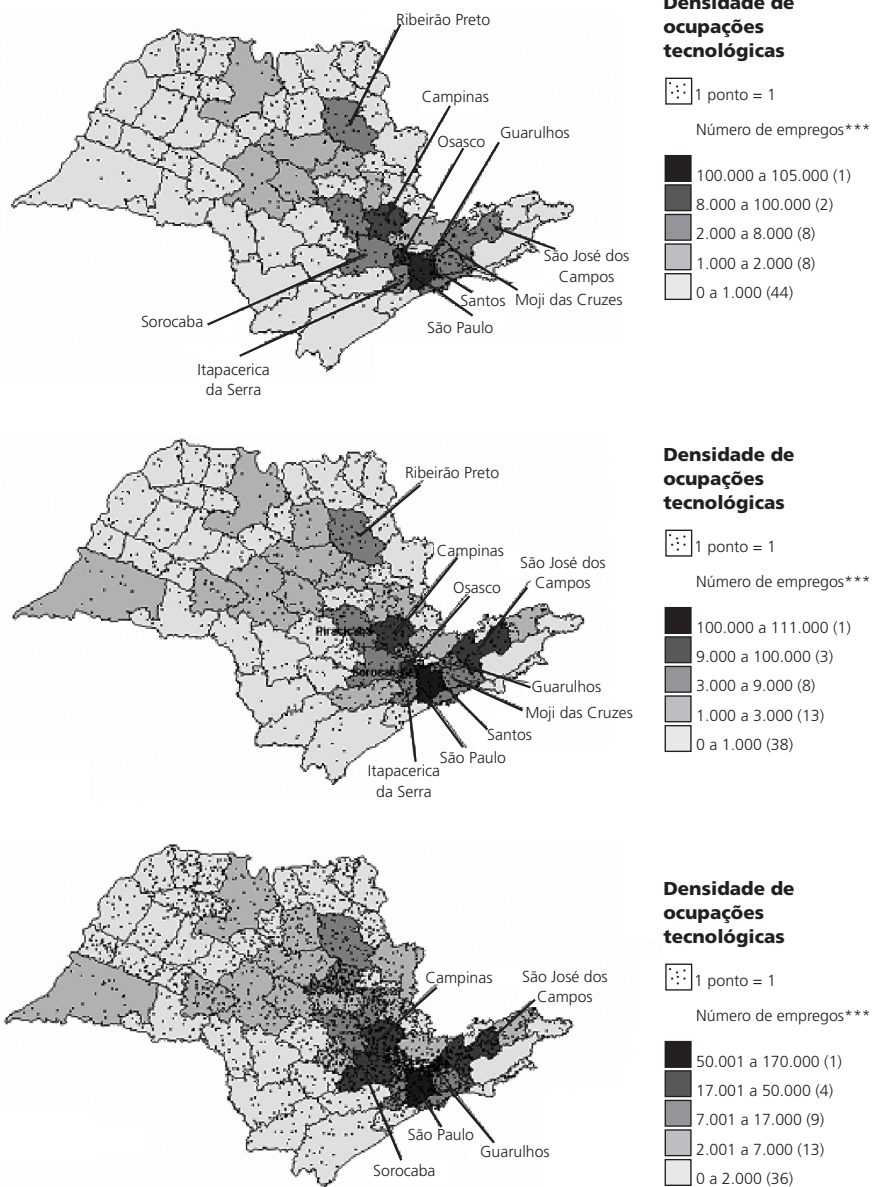 Densidade de
ocupações
tecnológicas
1 ponto = 1
Número de empregos***
100.000 a 105.000 (1)
8.000 a 100.000 (2)
2.000 a 8.000 (8)
1.000 a 2.000 (8)
0 a 1.000 (44)
Ribeirão Preto
Campinas
Guarulhos
Osasco
São José dos
Campos
Santos
Moji das Cruzes
São Paulo
Sorocaba
Itapacerica
da Serra
Densidade de
ocupações
tecnológicas
1 ponto = 1
Número de empregos***
100.000 a 111.000 (1)
9.000 a 100.000 (3)
3.000 a 9.000 (8)
1.000 a 3.000 (13)
0 a 1.000 (38)
Ribeirão Preto
Campinas
São José dos
Campos
Osasco
Piracicaba
Sorocaba
Guarulhos
Moji das Cruzes
Santos
São Paulo
Itapacerica
da Serra
Densidade de
ocupações
tecnológicas
1 ponto = 1
Número de empregos***
50.001 a 170.000 (1)
17.001 a 50.000 (4)
7.001 a 17.000 (9)
2.001 a 7.000 (13)
0 a 2.000 (36)
Campinas
São José dos
Campos
São Paulo
Guarulhos
Sorocaba